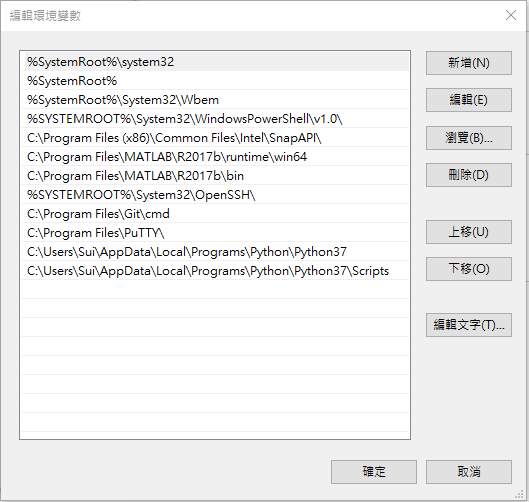 編輯環境變數
%SystemRoot%\system32
%SystemRoot%
%SystemRoot%\System32\Wbem
%SYSTEMROOT%\System32\WindowsPowerShell\v1.0\
C:\Program Files (x86)\Common Files\Intel\SnapAPI\
C:\Program Files\MATLAB\R2017b\runtime\win64
C:\Program Files\MATLAB\R2017b\bin
%SYSTEMROOT%\System32\OpenSSH\
C:\Program Files\Git\cmd
C:\Program Files\PuTTY\
C:\Users\Sui\AppData\Local\Programs\Python\Python37
C:\Users\Sui\AppData\Local\Programs\Python\Python37\Scripts
新增(N)
編輯(E)
瀏覽(B)...
刪除(D)
上移(U)
下移(O)
編輯文字(T)...
確定
取消